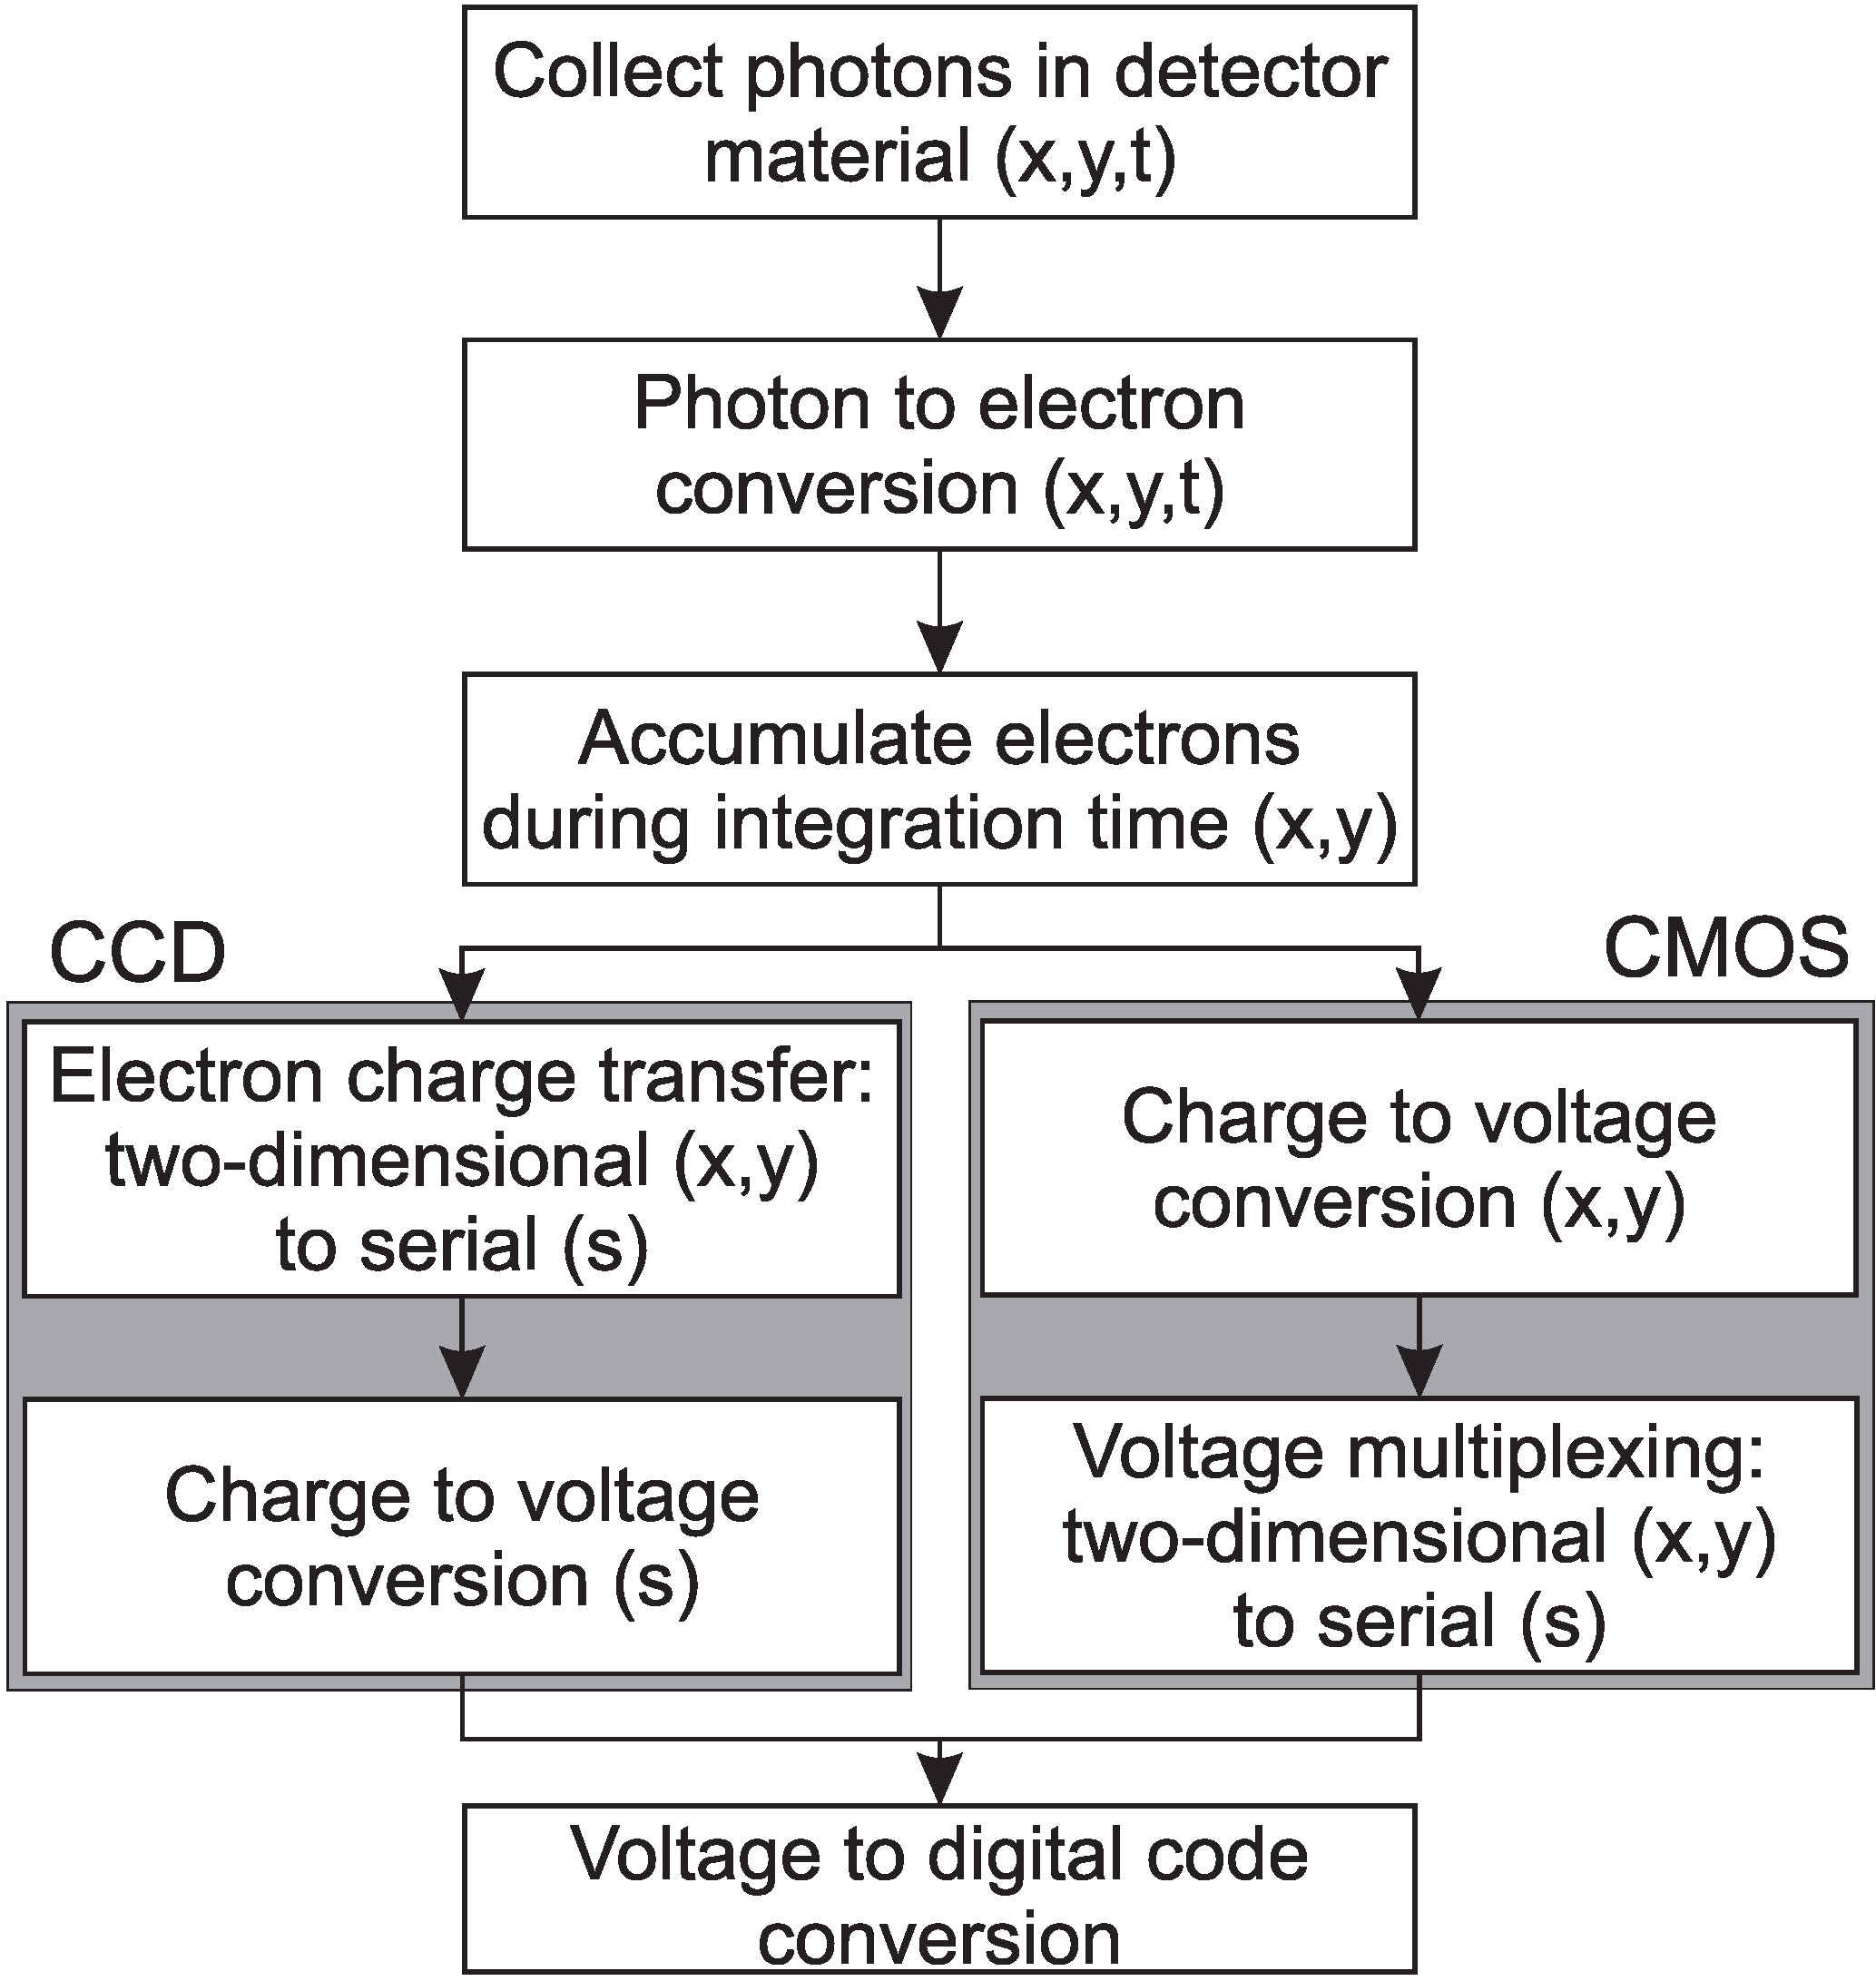 Collect photons in detector
material (x,y,t)
Photon to electron
conversion (x,y,t)
Accumulate electrons
during integration time (x,y)
CCD
Electron charge transfer:
two-dimensional (x,y)
to serial (s)
Charge to voltage
conversion (s)
CMOS
Charge to voltage
conversion (x,y)
Voltage multiplexing:
two-dimensional (x,y)
to serial (s)
Voltage to digital code
conversion